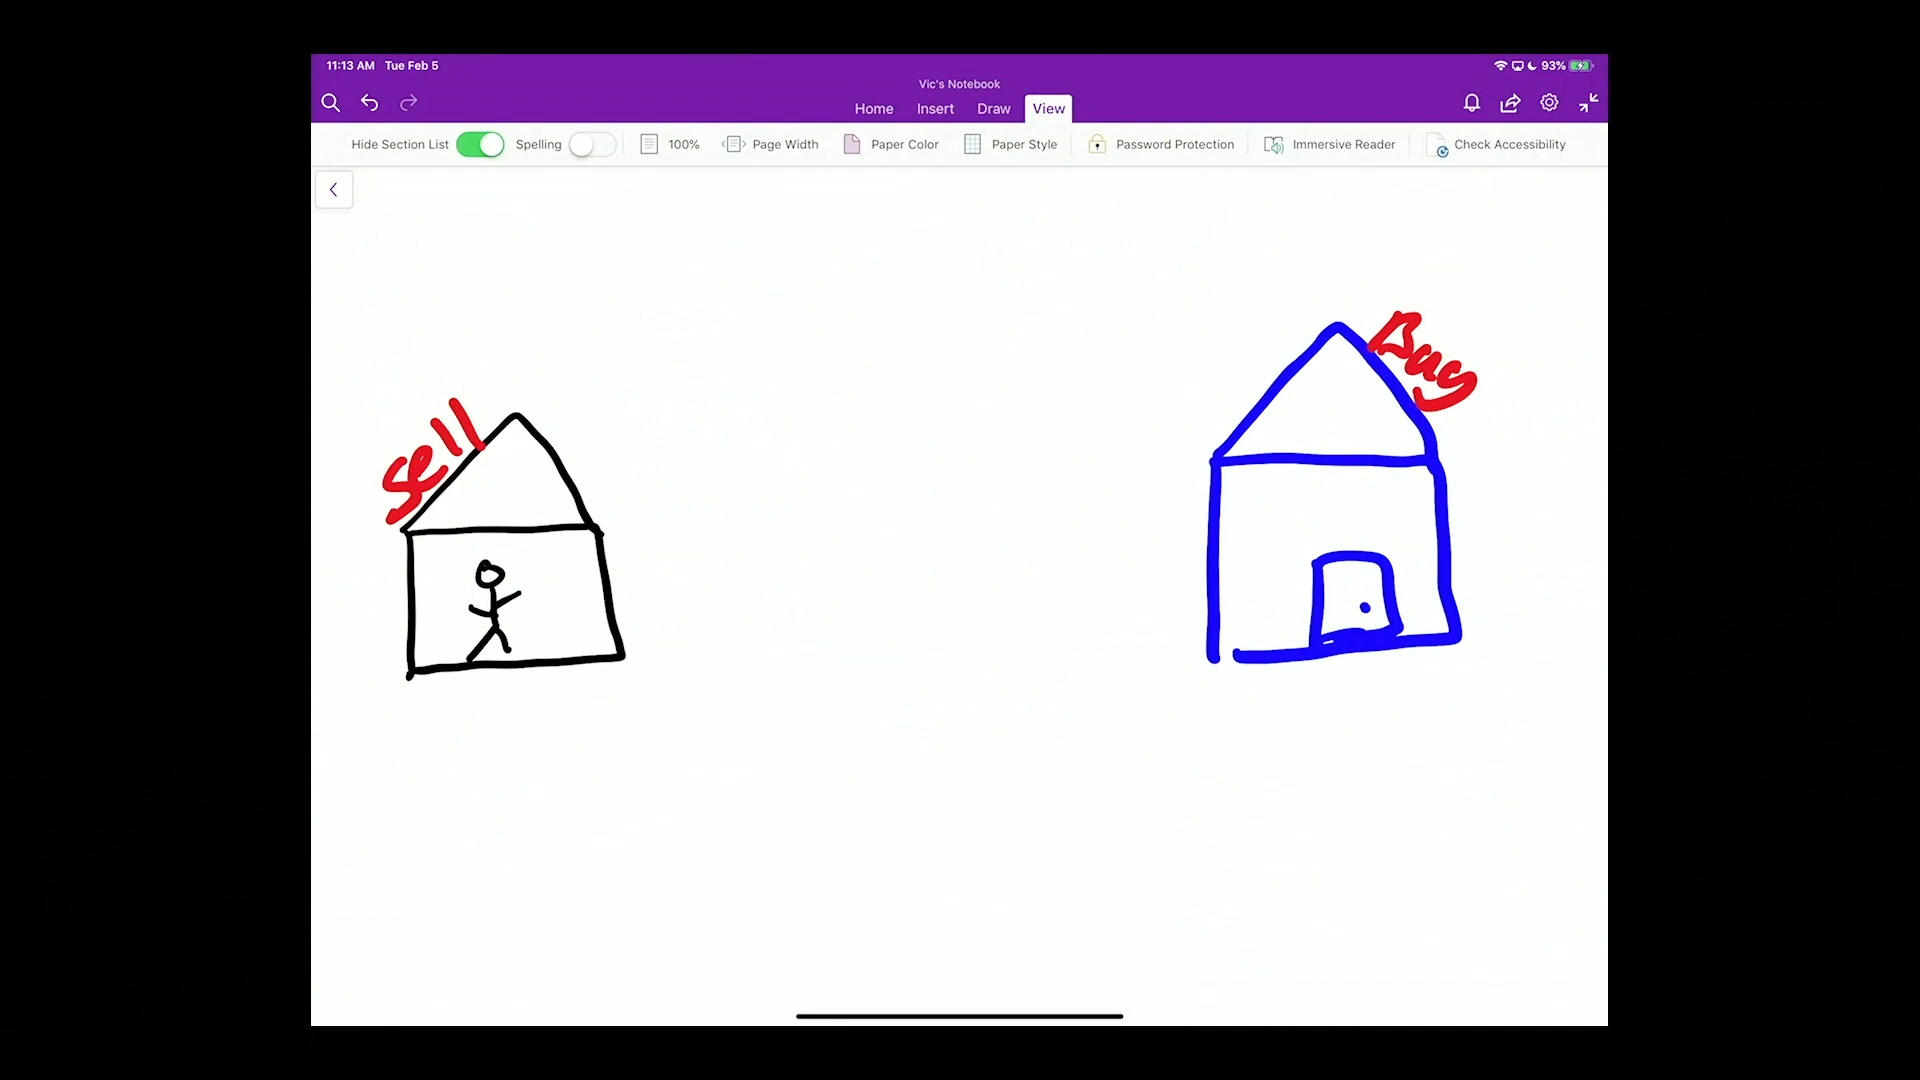 11:13 AM Tue Feb 5
93%
Vic's Notebook
Home Insert Draw View
Hide Section List Spelling 100% Page Width Paper Color Paper Style Password Protection Immersive Reader Check Accessibility
Buy
Sell